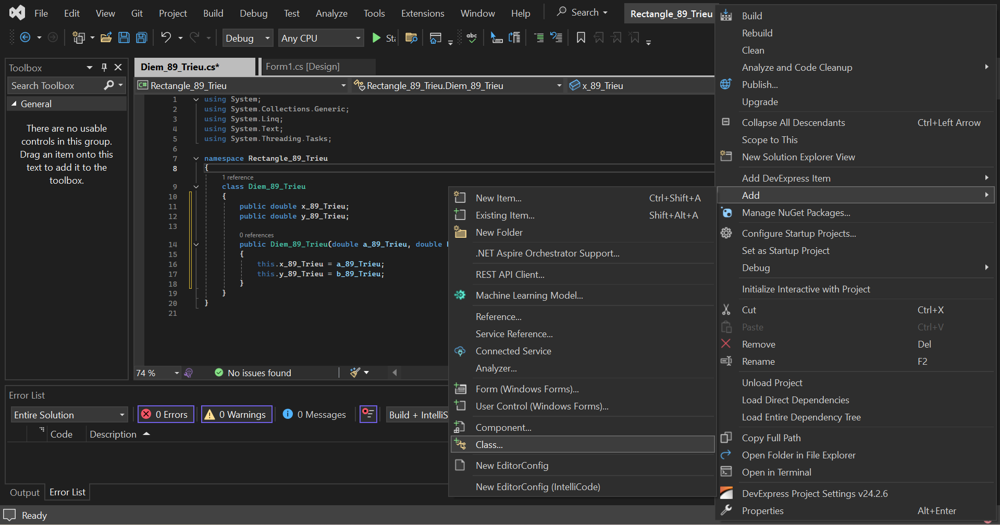 File Edit View Git Project Build Debug Test Analyze Tools Extensions Window Help Search Rectangle_89_Trieu
Debug Any CPU
Toolbox
Search Toolbox
General
There are no usable
controls in this group.
Drag an item onto this
text to add it to the
toolbox.
Diem_89_Trieu.cs* Form1.cs [Design]
C# Rectangle_89_Trieu Rectangle_89_Trieu.Diem_89_Trieu x_89_Trieu
1 using System;
2 using System.Collections.Generic;
3 using System.Linq;
4 using System.Text;
5 using System.Threading.Tasks;
6
7 namespace Rectangle_89_Trieu
8 {
1 reference
9 class Diem_89_Trieu
10 {
11 public double x_89_Trieu;
12 public double y_89_Trieu;
13
0 references
14 public Diem_89_Trieu(double a_89_Trieu, double
15 {
16 this.x_89_Trieu = a_89_Trieu;
17 this.y_89_Trieu = b_89_Trieu;
18 }
19 }
20 }
21
74 % No issues found
Error List
Entire Solution 0 Errors 0 Warnings 0 Messages Build +
Code Description
Output Error List
Ready
New Item... Ctrl+Shift+A
Existing Item... Shift+Alt+A
New Folder
.NET Aspire Orchestrator Support...
REST API Client...
Machine Learning Model...
Reference...
Service Reference...
Connected Service
Analyzer...
Form (Windows Forms)...
User Control (Windows Forms)...
Component...
Class...
New EditorConfig
New EditorConfig (IntelliCode)
Build
Rebuild
Clean
Analyze and Code Cleanup
Publish...
Upgrade
Collapse All Descendants Ctrl+Left Arrow
Scope to This
New Solution Explorer View
Add DevExpress Item
Add
Manage NuGet Packages...
Configure Startup Projects...
Set as Startup Project
Debug
Initialize Interactive with Project
Cut Ctrl+X
Paste Ctrl+V
Remove Del
Rename F2
Unload Project
Load Direct Dependencies
Load Entire Dependency Tree
Copy Full Path
Open Folder in File Explorer
Open in Terminal
DevExpress Project Settings v24.2.6
Properties Alt+Enter